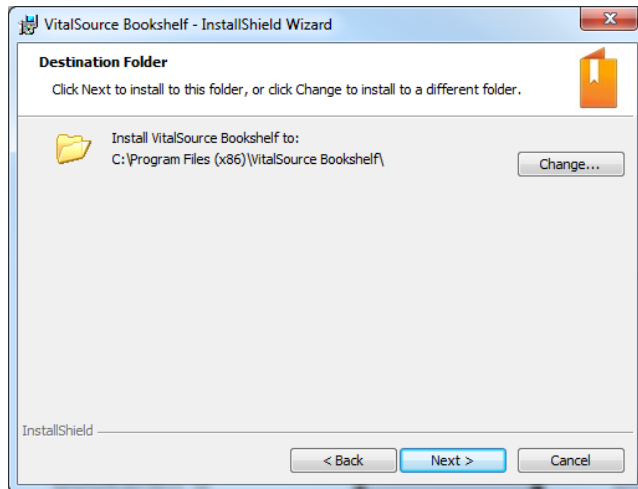 VitalSource Bookshelf - InstallShield Wizard
Destination Folder
Click Next to install to this folder, or click Change to install to a different folder.
Install VitalSource Bookshelf to:
C:\Program Files (x86)\VitalSource Bookshelf\
Change...
InstallShield
< Back
Next >
Cancel